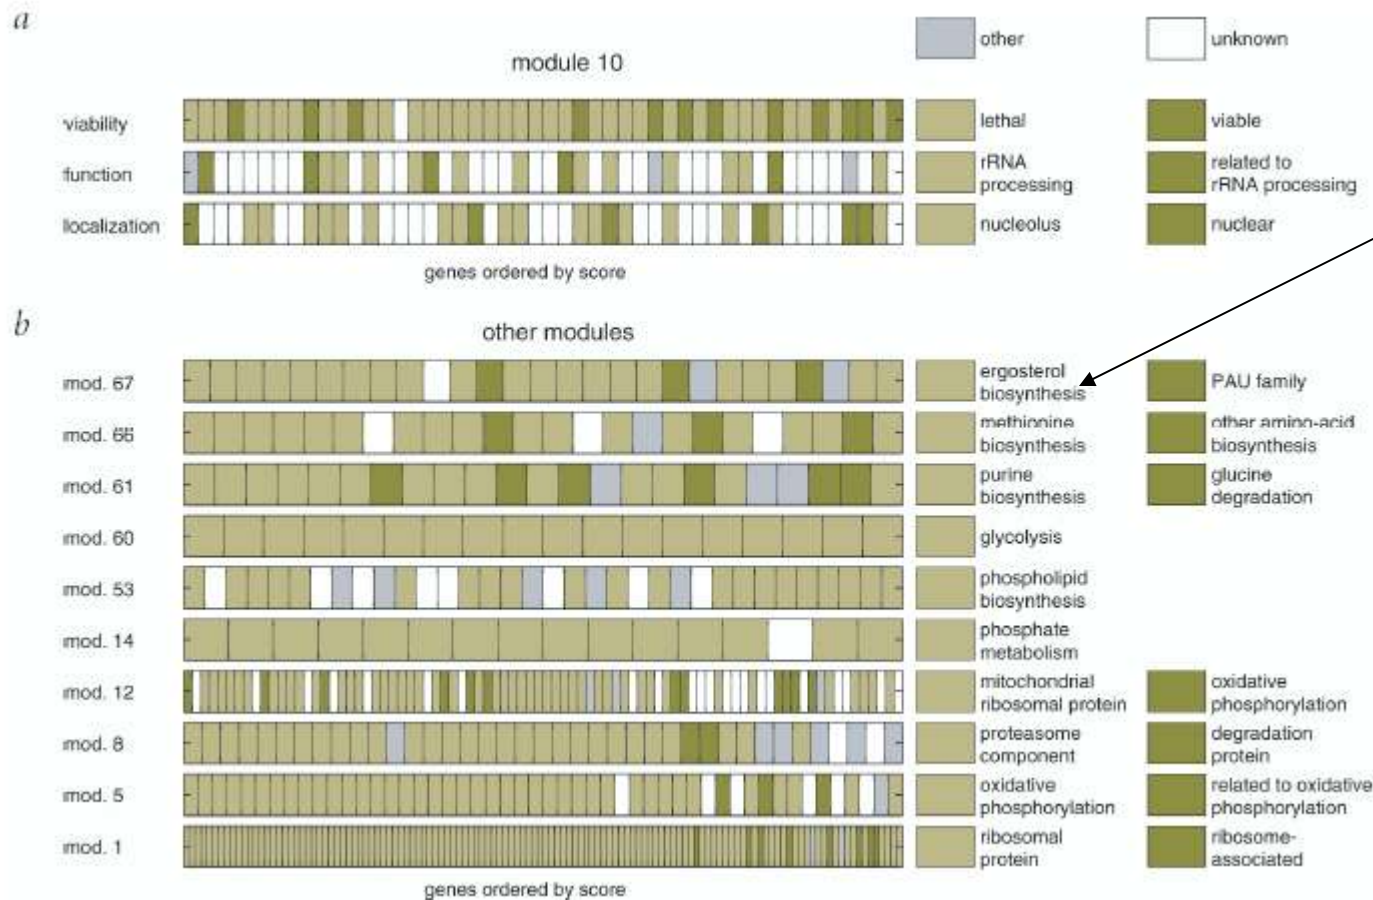 a
other
unknown
module 10
viability
lethal
viable
function
rRNA
processing
related to
rRNA processing
localization
nucleolus
nuclear
genes ordered by score
b
other modules
mod. 67
ergosterol
biosynthesis
PAU family
mod. 66
methionine
biosynthesis
other amino-acid
biosynthesis
mod. 61
purine
biosynthesis
glucine
degradation
mod. 60
glycolysis
mod. 53
phospholipid
biosynthesis
mod. 14
phosphate
metabolism
mod. 12
mitochondrial
ribosomal protein
oxidative
phosphorylation
mod. 8
proteasome
component
degradation
protein
mod. 5
oxidative
phosphorylation
related to oxidative
phosphorylation
mod. 1
ribosomal
protein
ribosome-
associated
genes ordered by score